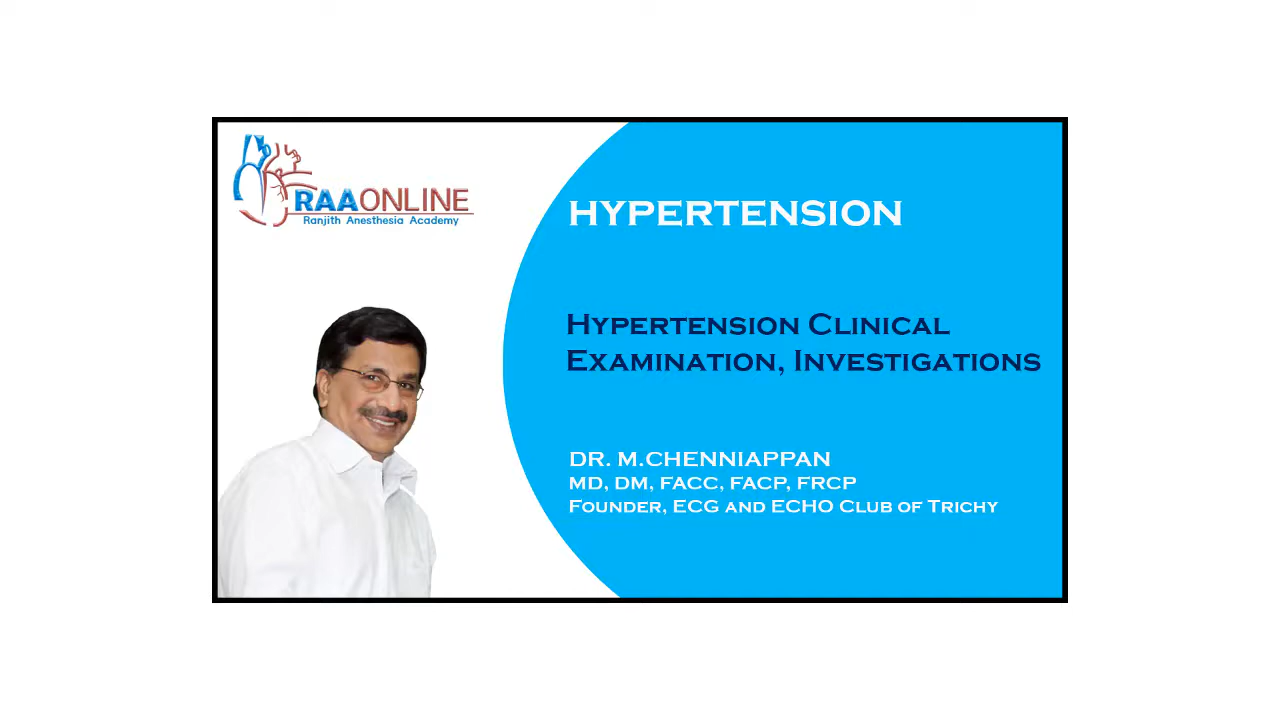 RAAONLINE
Ranjith Anesthesia Academy
HYPERTENSION
HYPERTENSION CLINICAL
EXAMINATION, INVESTIGATIONS
DR. M.CHENNIAPPAN
MD, DM, FACC, FACP, FRCP
FOUNDER, ECG AND ECHO CLUB OF TRICHY